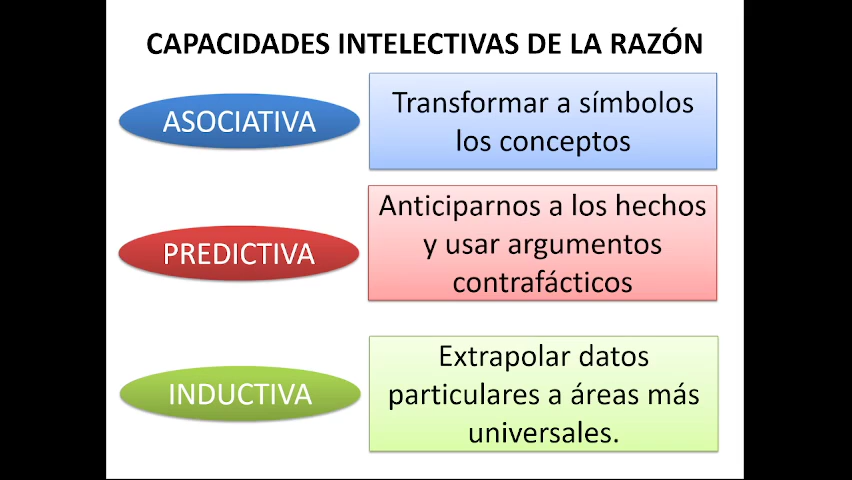 CAPACIDADES INTELECTIVAS DE LA RAZÓN
ASOCIATIVA
Transformar a símbolos
los conceptos
PREDICTIVA
Anticiparnos a los hechos
y usar argumentos
contrafácticos
INDUCTIVA
Extrapolar datos
particulares a áreas más
universales.